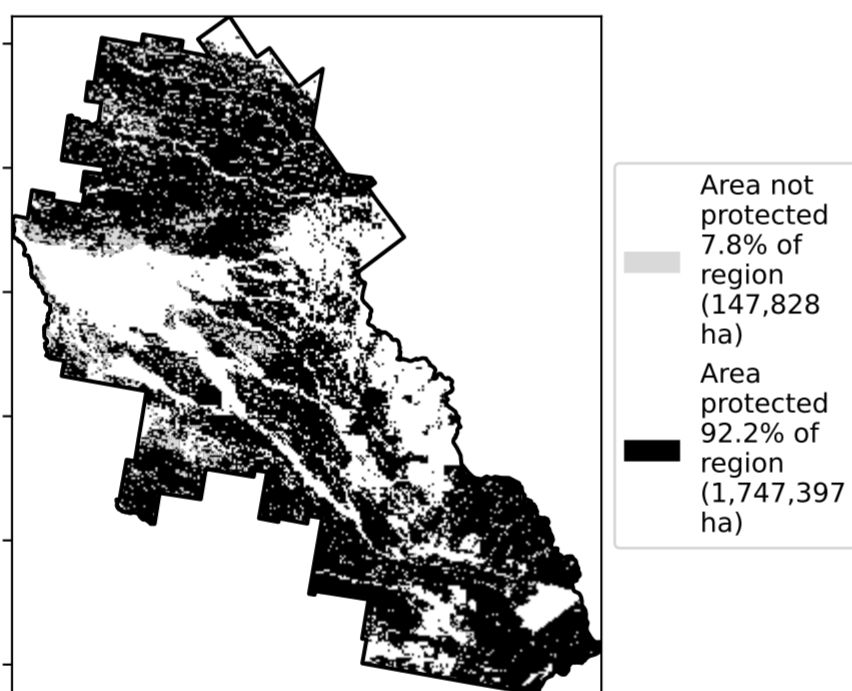 Area not
protected
7.8% of
region
(147,828
ha)
Area
protected
92.2% of
region
(1,747,397
ha)